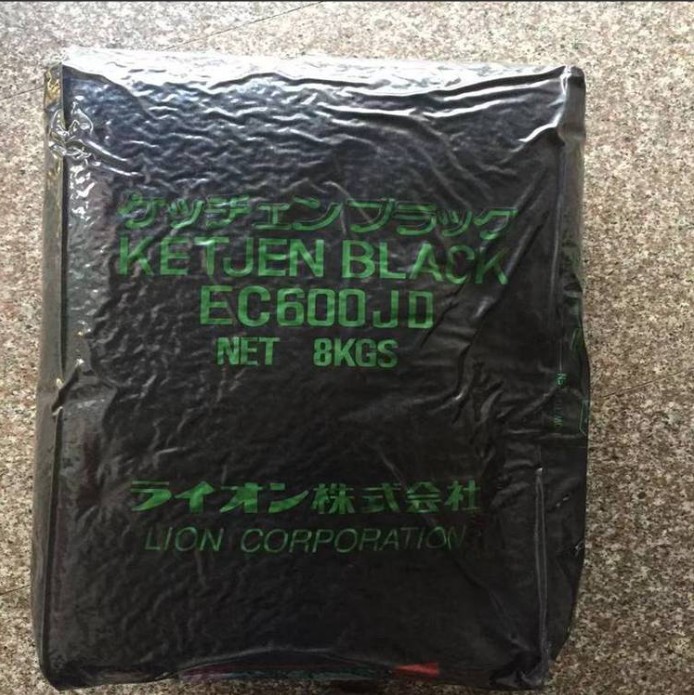 ケッチェンブラック
KETJEN BLACK
EC600JD
NET 8KGS
ライオン株式会社
LION CORPORATION